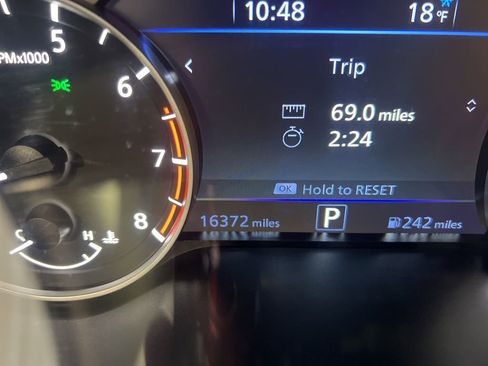 10:48 18°F
5
PMx1000
Trip
6
69.0 miles
2:24
7
OK Hold to RESET
8
16372 miles P 242 miles
C H